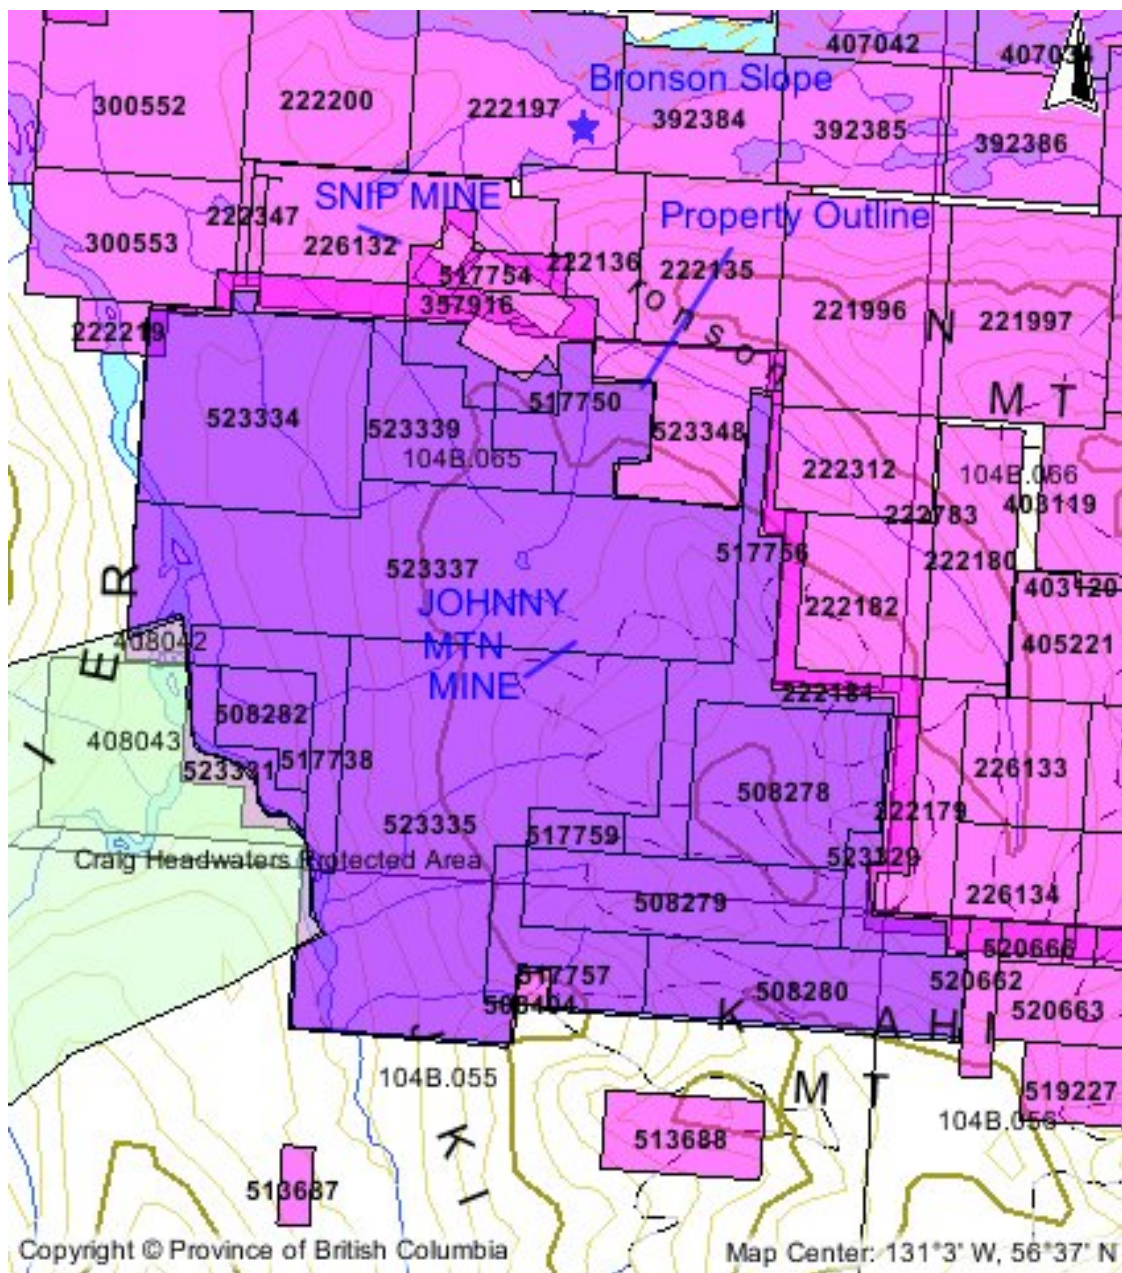 407042
407034
Bronson Slope
300552
222200
222197
392384
392385
392386
SNIP MINE
Property Outline
222347
300553
226132
222136
222135
517754
357916
221996
221997
222219
r o n s o n
N
M T
523334
523339
517750
523348
104B.065
222312
104B.066
403119
222783
517756
222180
523337
403120
JOHNNY
MTN
MINE
222182
405221
R
408042
E
222181
508282
408043
517738
523331
I
226133
508278
222179
523335
517759
523129
Craig Headwaters Protected Area
508279
226134
520666
517757
520662
508280
520663
K A H I
104B.055
M T
519227
104B.056
513688
K
I
513687
Copyright © Province of British Columbia
Map Center: 131°3' W, 56°37' N